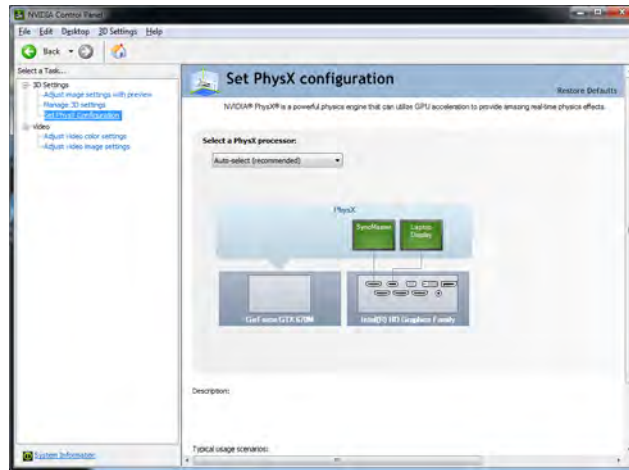 NVIDIA Control Panel
File Edit Desktop 3D Settings Help
Back
Select a Task...
3D Settings
Adjust image settings with preview
Manage 3D settings
Set PhysX Configuration
Video
Adjust video color settings
Adjust video image settings
System Information
Set PhysX configuration
Restore Defaults
NVIDIA® PhysX® is a powerful physics engine that can utilize GPU acceleration to provide amazing real-time physics effects.
Select a PhysX processor:
Auto-select (recommended)
PhysX
SyncMaster
Laptop
Display
GeForce GTX 670M
Intel(R) HD Graphics Family
Description:
Typical usage scenarios: